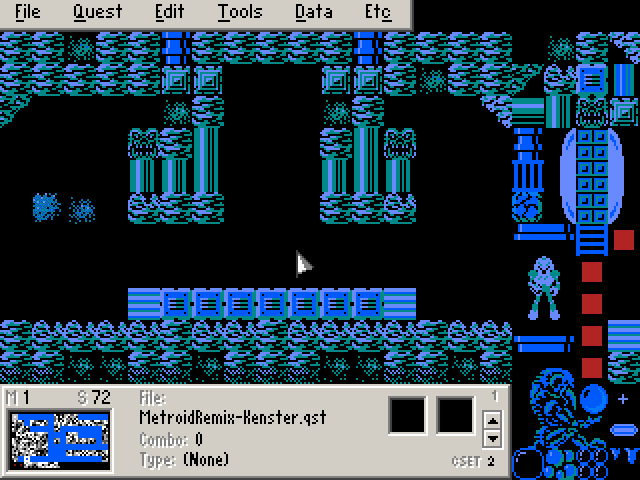 File Quest Edit Tools Data Etc
M 1 S 72 File: 1
MetroidRemix-Kenster.qst
Combo: 0
Type: (None) CSET 2